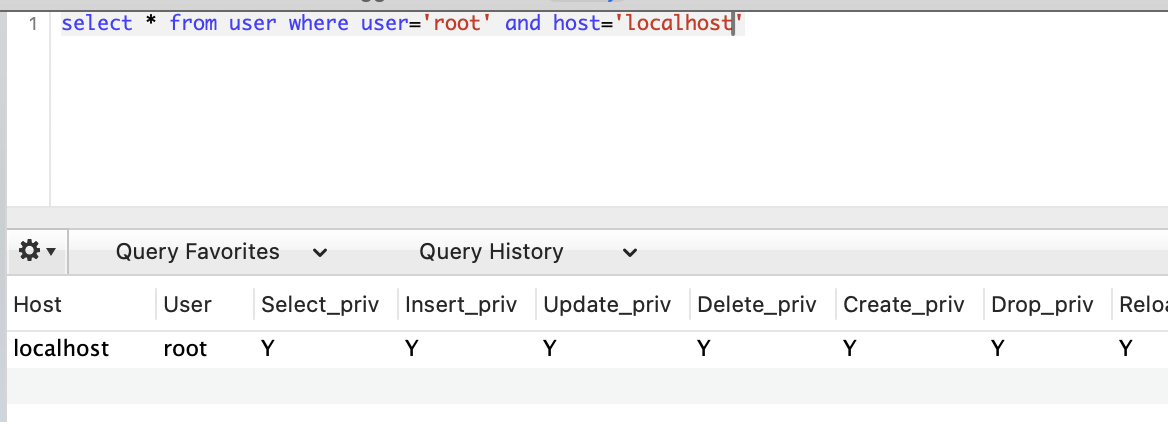 1 select * from user where user='root' and host='localhost'
Query Favorites Query History
Host User Select_priv Insert_priv Update_priv Delete_priv Create_priv Drop_priv
localhost root Y Y Y Y Y Y Y